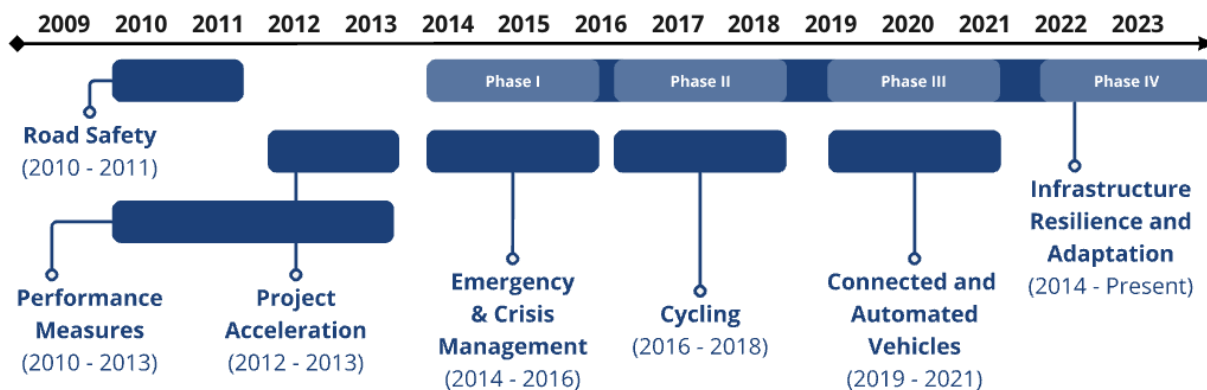 2009 2010 2011 2012 2013 2014 2015 2016 2017 2018 2019 2020 2021 2022 2023
Phase I
Phase II
Phase III
Phase IV
Road Safety
(2010 - 2011)
Performance
Measures
(2010 - 2013)
Project
Acceleration
(2012 - 2013)
Emergency
& Crisis
Management
(2014 - 2016)
Cycling
(2016 - 2018)
Connected and
Automated
Vehicles
(2019 - 2021)
Infrastructure
Resilience and
Adaptation
(2014 - Present)